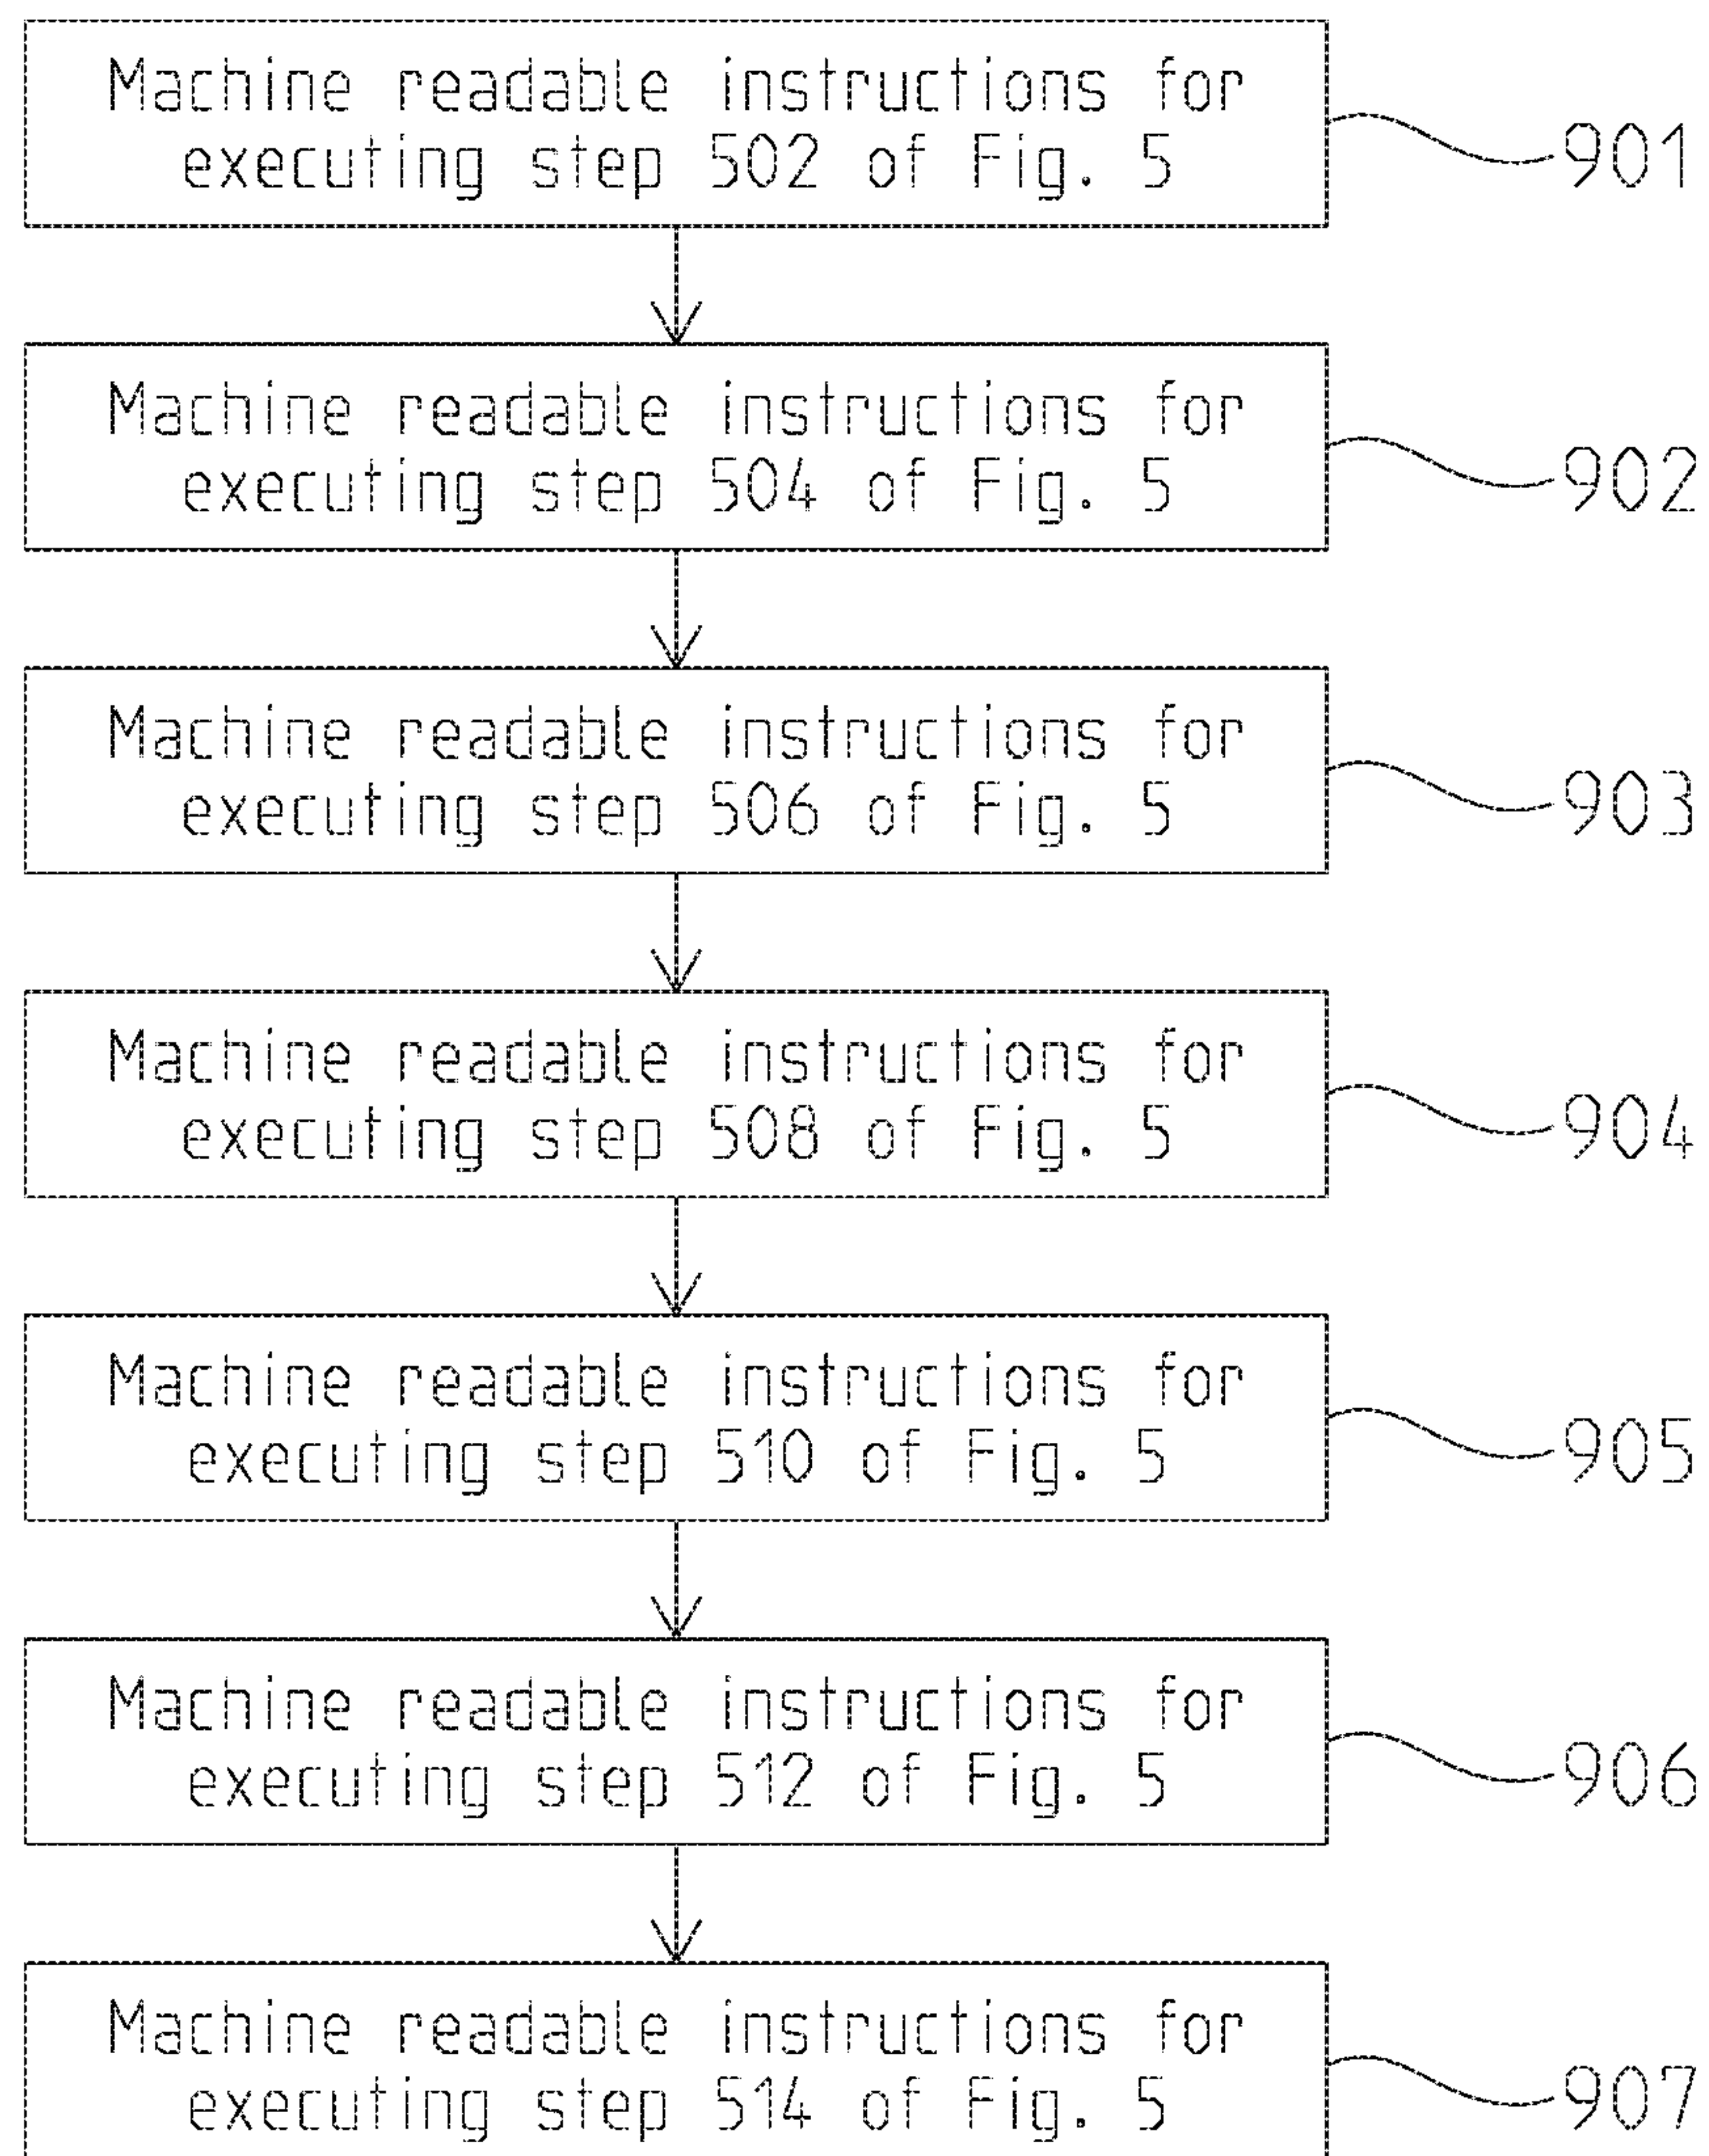 Machine readable instructions for
executing step 502 of Fig. 5
901
Machine readable instructions for
executing step 504 of Fig. 5
902
Machine readable instructions for
executing step 506 of Fig. 5
903
Machine readable instructions for
executing step 508 of Fig. 5
904
Machine readable instructions for
executing step 510 of Fig. 5
905
Machine readable instructions for
executing step 512 of Fig. 5
906
Machine readable instructions for
executing step 514 of Fig. 5
907